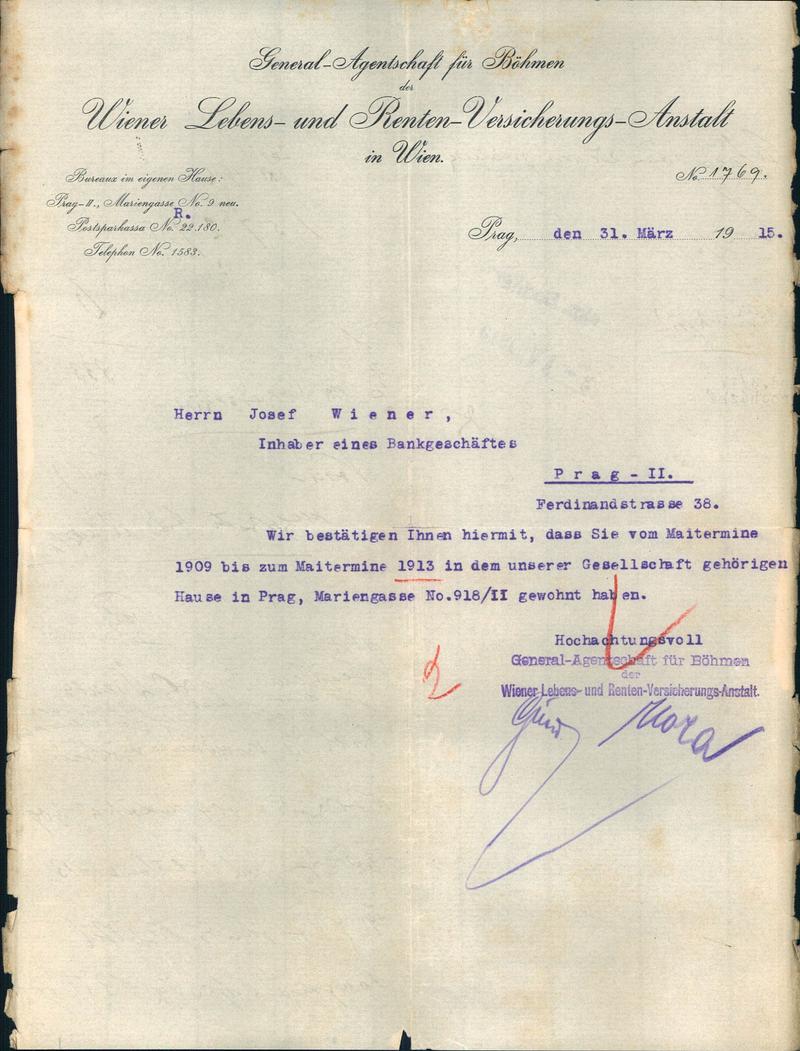 General-Agentschaft für Böhmen
der
Wiener Lebens- und Renten-Versicherungs-Anstalt
in Wien.
No. 1769.
Bureaux im eigenen Hause:
Prag-II., Mariengasse No. 9 neu.
R.
Postsparkassa No. 22.180.
Telephon No. 1583.
Prag, den 31. März 1915.
Herrn Josef Wiener,
Inhaber eines Bankgeschäftes
Prag-II.
Ferdinandstrasse 38.
Wir bestätigen Ihnen hiermit, dass Sie vom Maitermine
1909 bis zum Maitermine 1913 in dem unserer Gesellschaft gehörigen
Hause in Prag, Mariengasse No.918/II gewohnt haben.
Hochachtungsvoll
General-Agentschaft für Böhmen
der
Wiener Lebens- und Renten-Versicherungs-Anstalt.
2